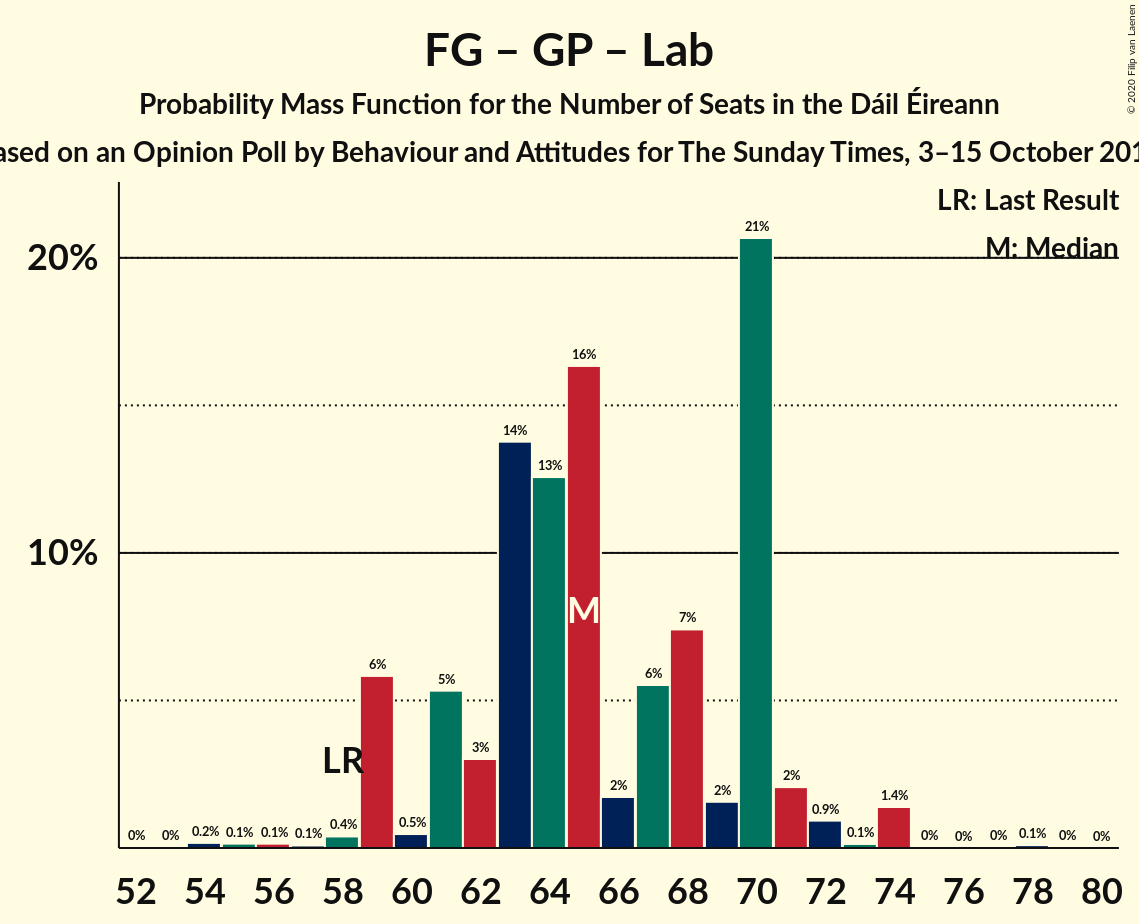 FG – GP – Lab
Probability Mass Function for the Number of Seats in the Dáil Éireann
ased on an Opinion Poll by Behaviour and Attitudes for The Sunday Times, 3–15 October 201
© 2020 Filip van Laenen
LR: Last Result
M: Median
20%
10%
0% 0% 0.2% 0.1% 0.1% 0.1% 0.4% 6% 0.5% 5% 3% 14% 13% 16% 2% 6% 7% 2% 21% 2% 0.9% 0.1% 1.4% 0% 0% 0% 0.1% 0% 0%
LR
M
52 54 56 58 60 62 64 66 68 70 72 74 76 78 80